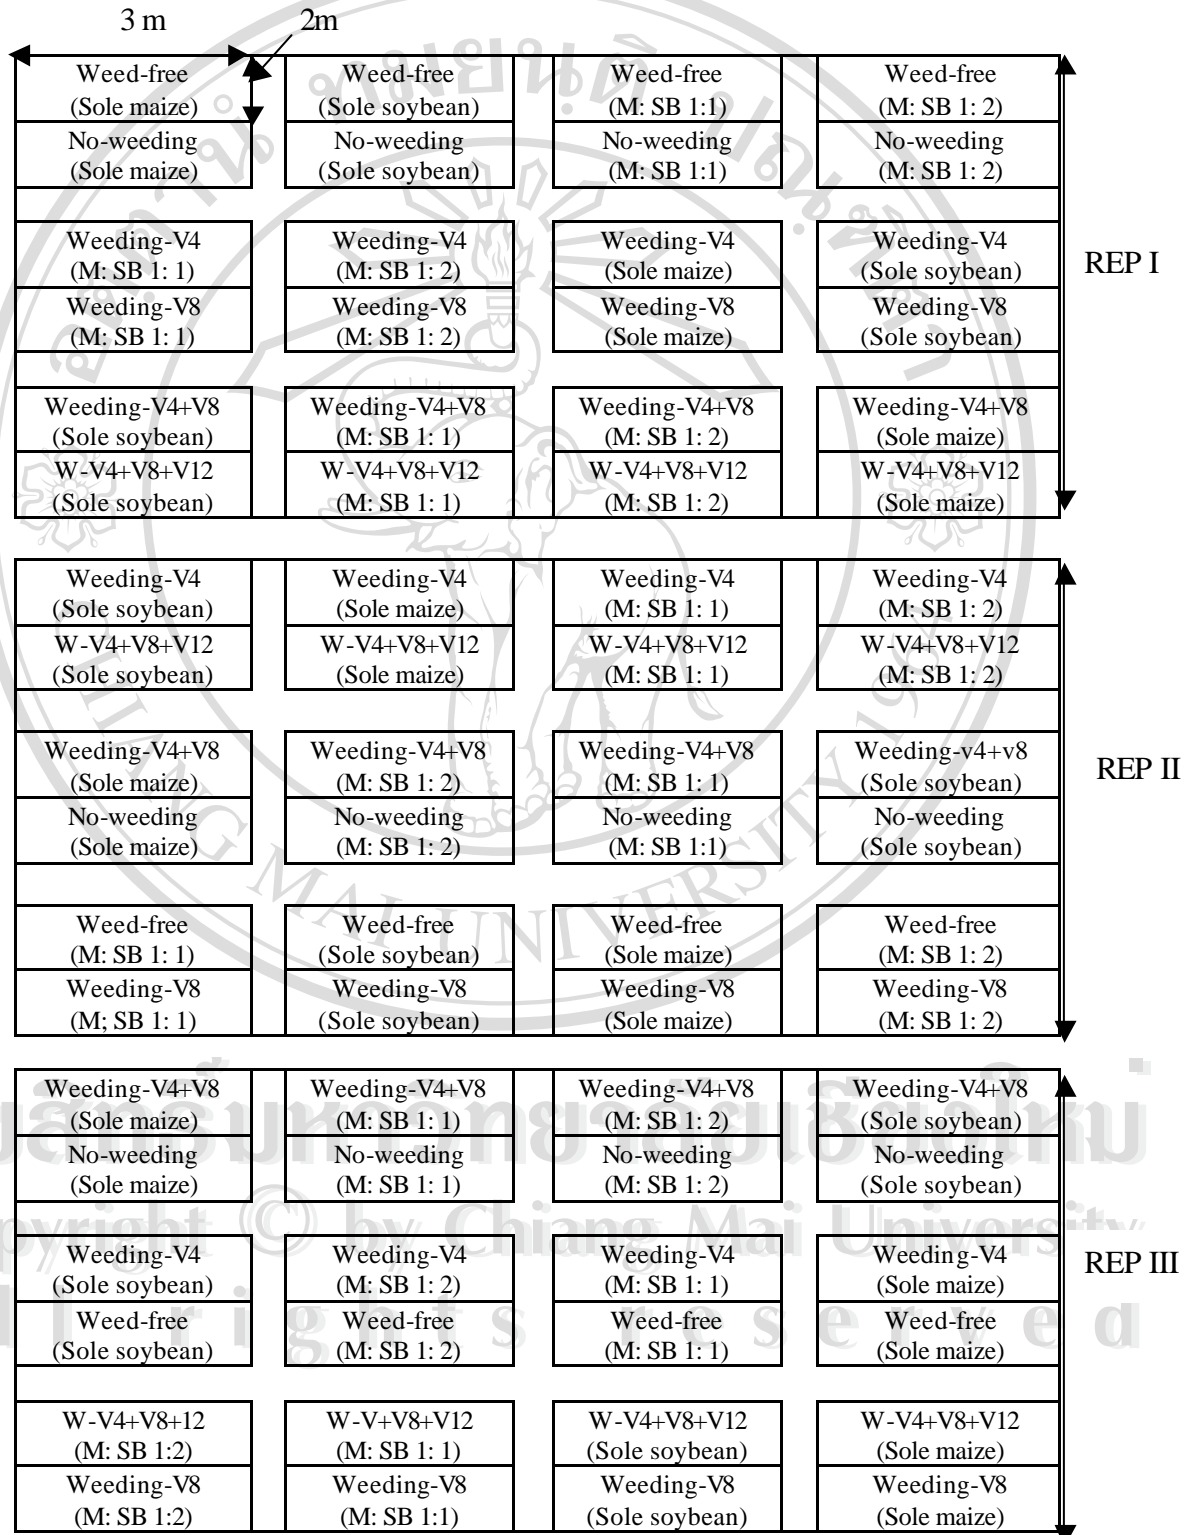 3 m 2m
Weed-free Weed-free Weed-free Weed-free
(Sole maize) (Sole soybean) (M: SB 1:1) (M: SB 1: 2)
No-weeding No-weeding No-weeding No-weeding
(Sole maize) (Sole soybean) (M: SB 1:1) (M: SB 1: 2)
Weeding-V4 Weeding-V4 Weeding-V4 Weeding-V4
(M: SB 1: 1) (M: SB 1: 2) (Sole maize) (Sole soybean)
REP I
Weeding-V8 Weeding-V8 Weeding-V8 Weeding-V8
(M: SB 1: 1) (M: SB 1: 2) (Sole maize) (Sole soybean)
Weeding-V4+V8 Weeding-V4+V8 Weeding-V4+V8 Weeding-V4+V8
(Sole soybean) (M: SB 1: 1) (M: SB 1: 2) (Sole maize)
W-V4+V8+V12 W-V4+V8+V12 W-V4+V8+V12 W-V4+V8+V12
(Sole soybean) (M: SB 1: 1) (M: SB 1: 2) (Sole maize)
Weeding-V4 Weeding-V4 Weeding-V4 Weeding-V4
(Sole soybean) (Sole maize) (M: SB 1: 1) (M: SB 1: 2)
W-V4+V8+V12 W-V4+V8+V12 W-V4+V8+V12 W-V4+V8+V12
(Sole soybean) (Sole maize) (M: SB 1: 1) (M: SB 1: 2)
Weeding-V4+V8 Weeding-V4+V8 Weeding-V4+V8 Weeding-v4+v8
(Sole maize) (M: SB 1: 2) (M: SB 1: 1) (Sole soybean)
REP II
No-weeding No-weeding No-weeding No-weeding
(Sole maize) (M: SB 1: 2) (M: SB 1:1) (Sole soybean)
Weed-free Weed-free Weed-free Weed-free
(M: SB 1: 1) (Sole soybean) (Sole maize) (M: SB 1: 2)
Weeding-V8 Weeding-V8 Weeding-V8 Weeding-V8
(M; SB 1: 1) (Sole soybean) (Sole maize) (M: SB 1: 2)
CHIANG MAI UNIVERSITY 1964
Weeding-V4+V8 Weeding-V4+V8 Weeding-V4+V8 Weeding-V4+V8
(Sole maize) (M: SB 1: 1) (M: SB 1: 2) (Sole soybean)
No-weeding No-weeding No-weeding No-weeding
(Sole maize) (M: SB 1: 1) (M: SB 1: 2) (Sole soybean)
© by Chiang Mai University
Weeding-V4 Weeding-V4 Weeding-V4 Weeding-V4
(Sole soybean) (M: SB 1: 2) (M: SB 1: 1) (Sole maize)
REP III
Weed-free Weed-free Weed-free Weed-free
(Sole soybean) (M: SB 1: 2) (M: SB 1: 1) (Sole maize)
rights reserved
W-V4+V8+12 W-V+V8+V12 W-V4+V8+V12 W-V4+V8+V12
(M: SB 1:2) (M: SB 1: 1) (Sole soybean) (Sole maize)
Weeding-V8 Weeding-V8 Weeding-V8 Weeding-V8
(M: SB 1:2) (M: SB 1:1) (Sole soybean) (Sole maize)